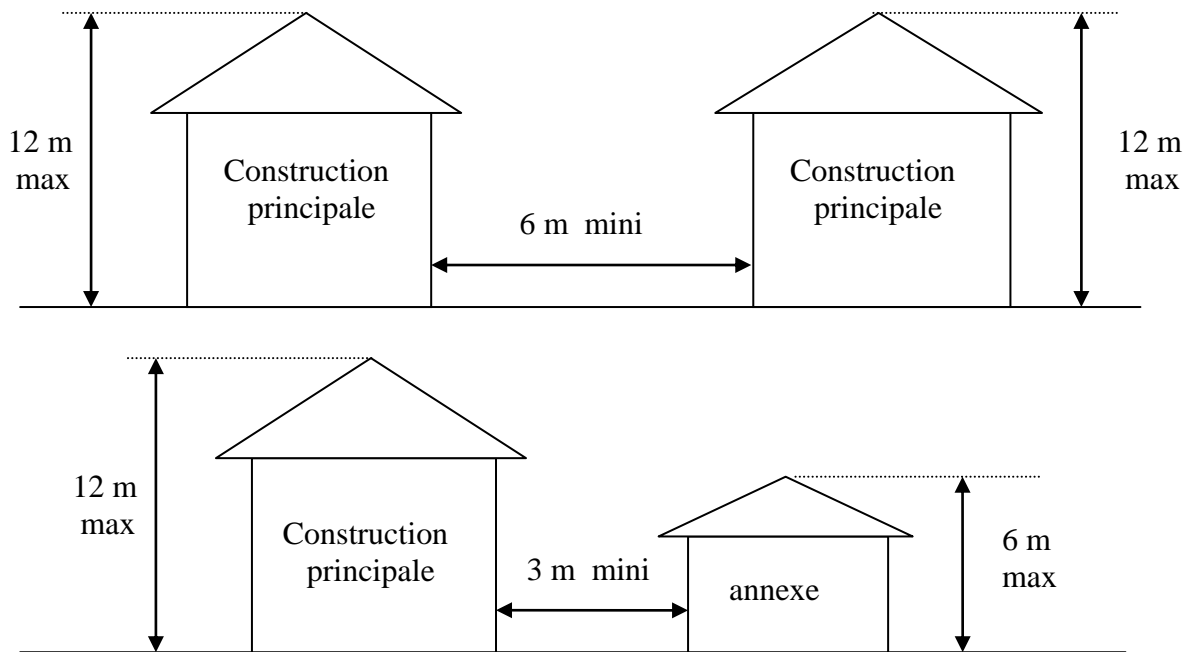 12 m
max
Construction
principale
6 m mini
Construction
principale
12 m
max
12 m
max
Construction
principale
3 m mini
annexe
6 m
max